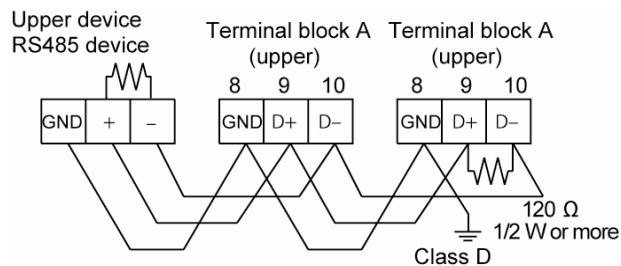 Upper device
RS485 device
Terminal block A
(upper)
Terminal block A
(upper)
8 9 10
8 9 10
GND + −
GND D+ D−
GND D+ D−
120 Ω
1/2 W or more
Class D